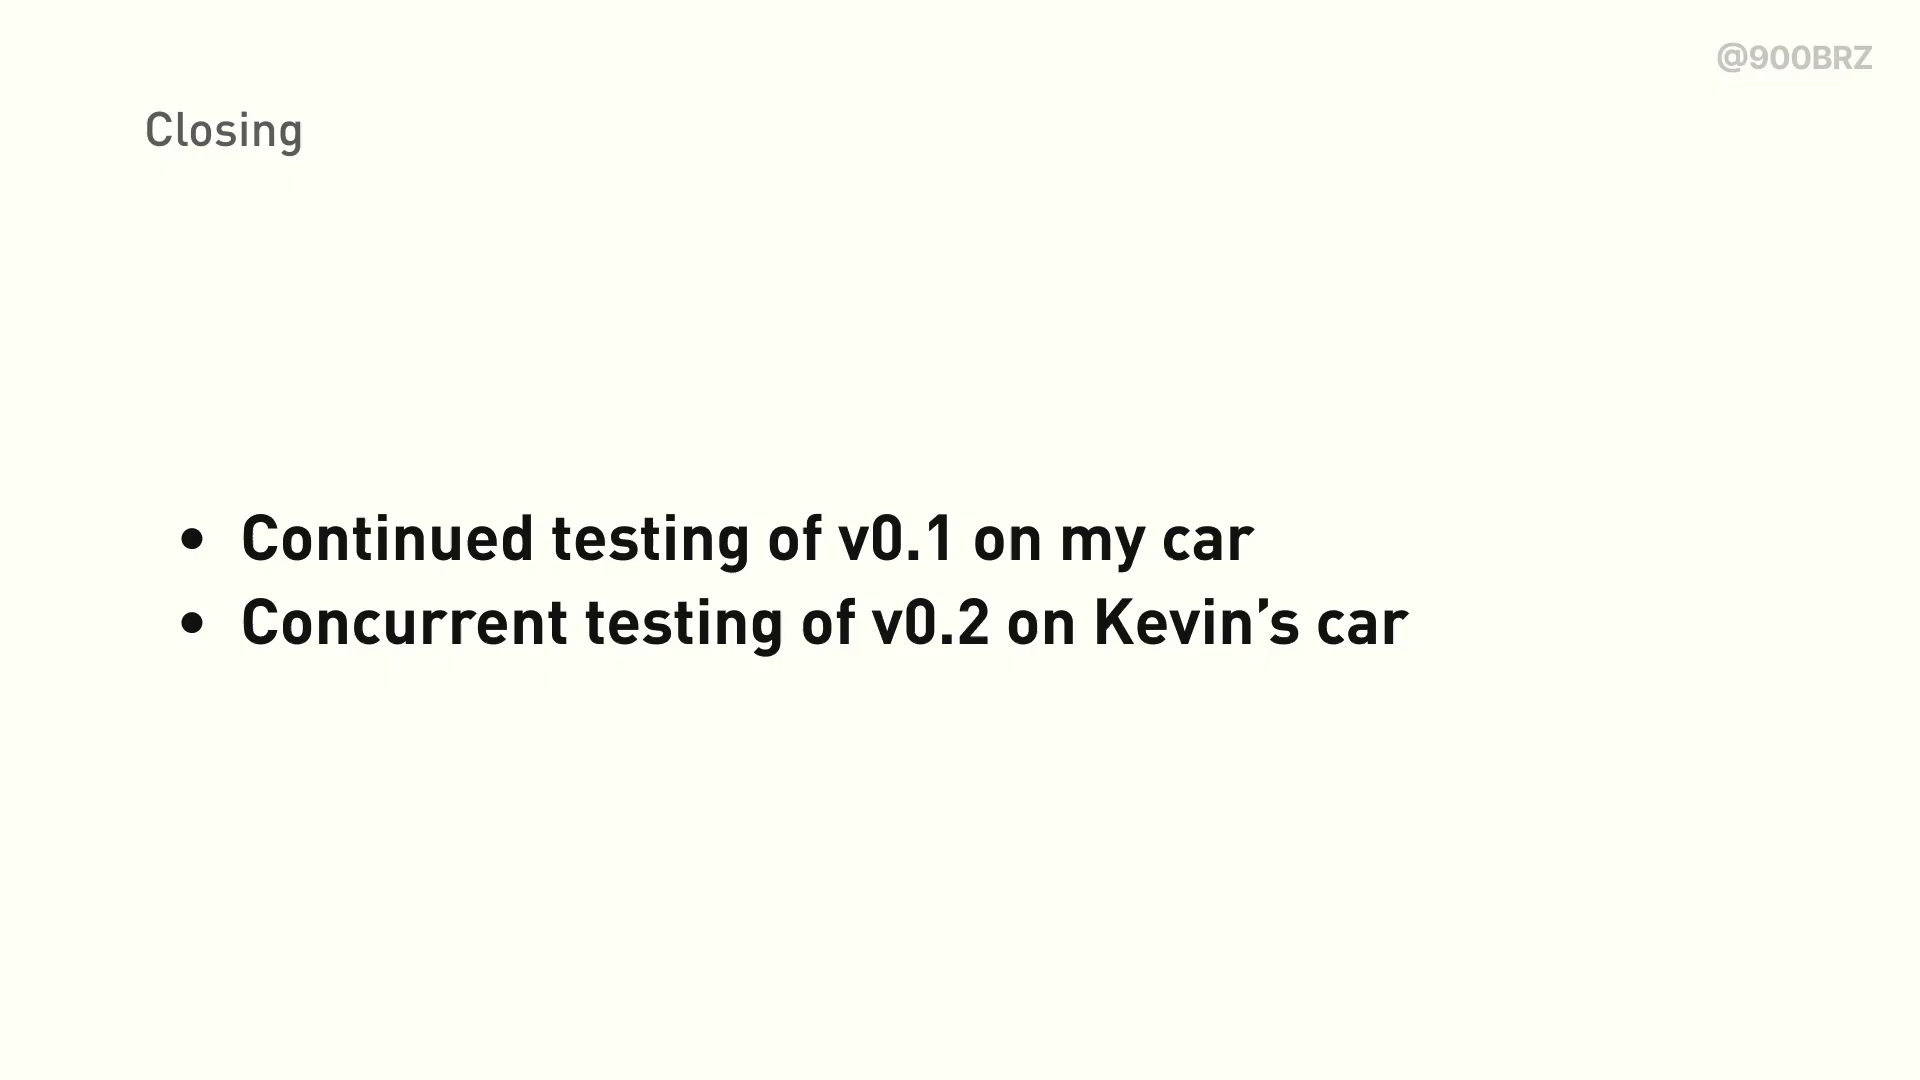 @900BRZ
Closing
• Continued testing of v0.1 on my car
• Concurrent testing of v0.2 on Kevin’s car